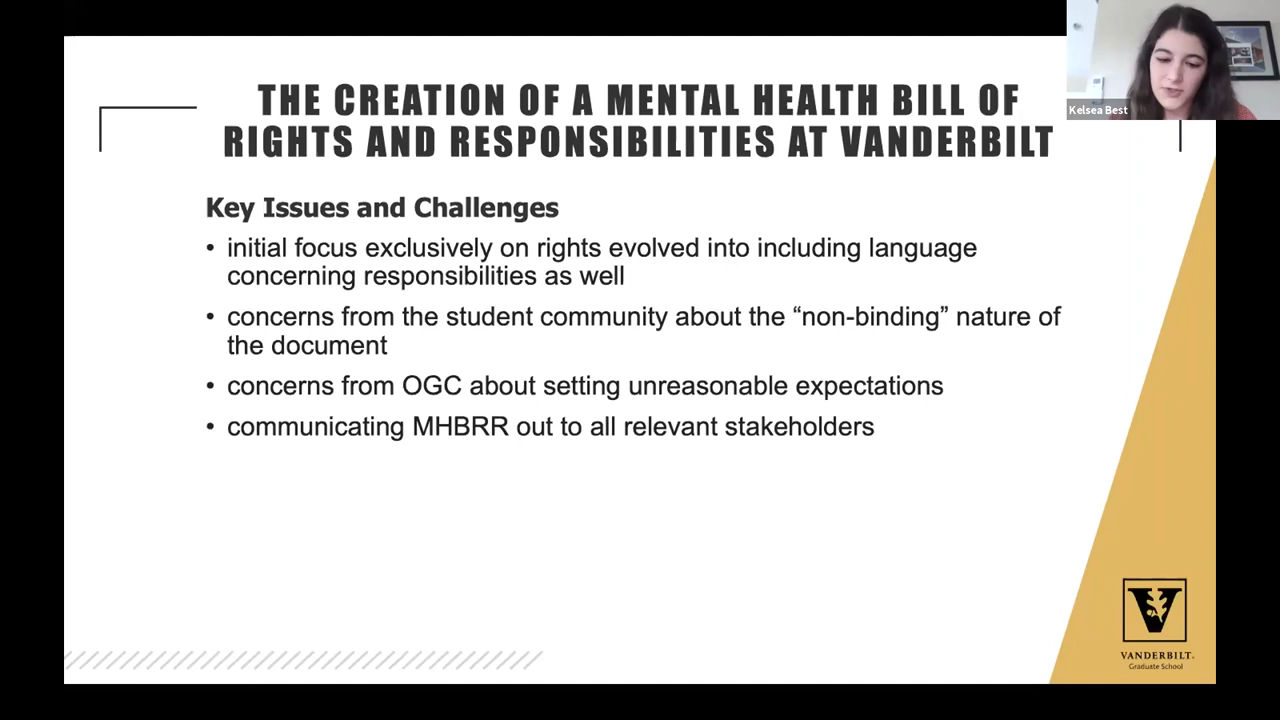 THE CREATION OF A MENTAL HEALTH BILL OF
RIGHTS AND RESPONSIBILITIES AT VANDERBILT
Kelsea Best
Key Issues and Challenges
• initial focus exclusively on rights evolved into including language
concerning responsibilities as well
• concerns from the student community about the “non-binding” nature of
the document
• concerns from OGC about setting unreasonable expectations
• communicating MHBRR out to all relevant stakeholders
V
VANDERBILT
Graduate School